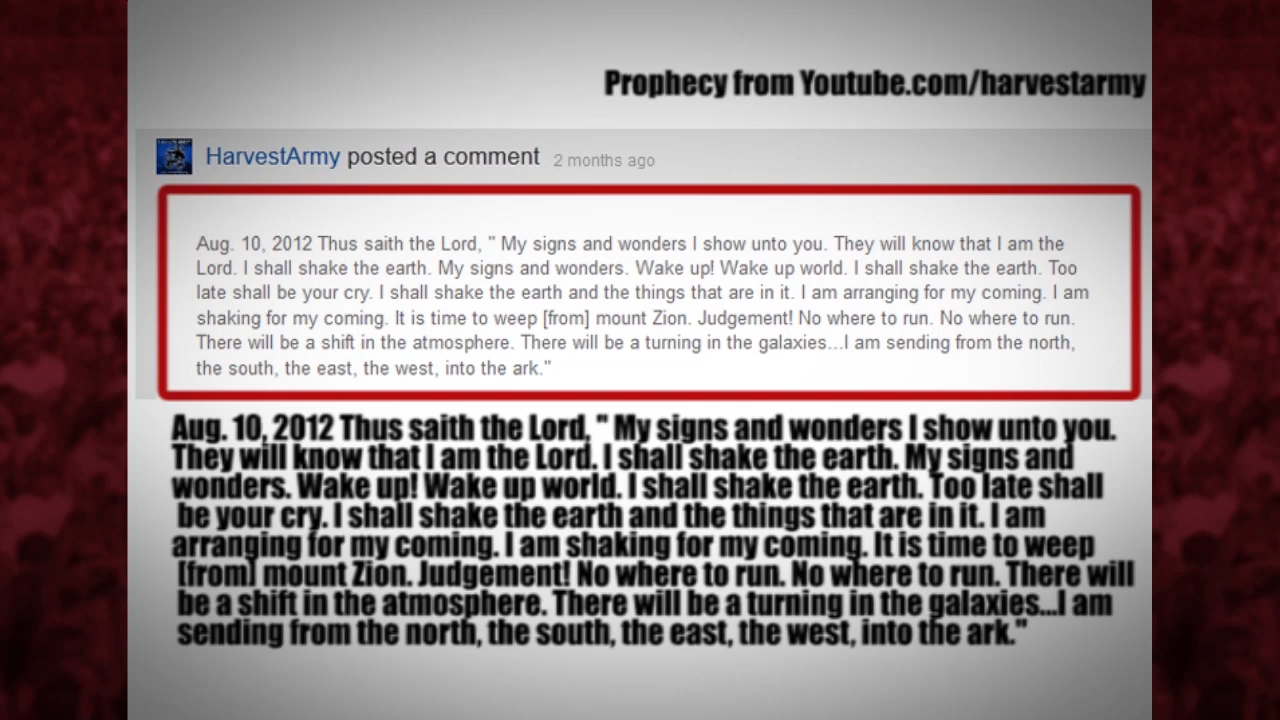 Prophecy from Youtube.com/harvestarmy
HarvestArmy posted a comment 2 months ago
Aug. 10, 2012 Thus saith the Lord, " My signs and wonders I show unto you. They will know that I am the
Lord. I shall shake the earth. My signs and wonders. Wake up! Wake up world. I shall shake the earth. Too
late shall be your cry. I shall shake the earth and the things that are in it. I am arranging for my coming. I am
shaking for my coming. It is time to weep [from] mount Zion. Judgement! No where to run. No where to run.
There will be a shift in the atmosphere. There will be a turning in the galaxies...I am sending from the north,
the south, the east, the west, into the ark."
Aug. 10, 2012 Thus saith the Lord, " My signs and wonders I show unto you.
They will know that I am the Lord. I shall shake the earth. My signs and
wonders. Wake up! Wake up world. I shall shake the earth. Too late shall
be your cry. I shall shake the earth and the things that are in it. I am
arranging for my coming. I am shaking for my coming. It is time to weep
[from] mount Zion. Judgement! No where to run. No where to run. There will
be a shift in the atmosphere. There will be a turning in the galaxies...I am
sending from the north, the south, the east, the west, into the ark."